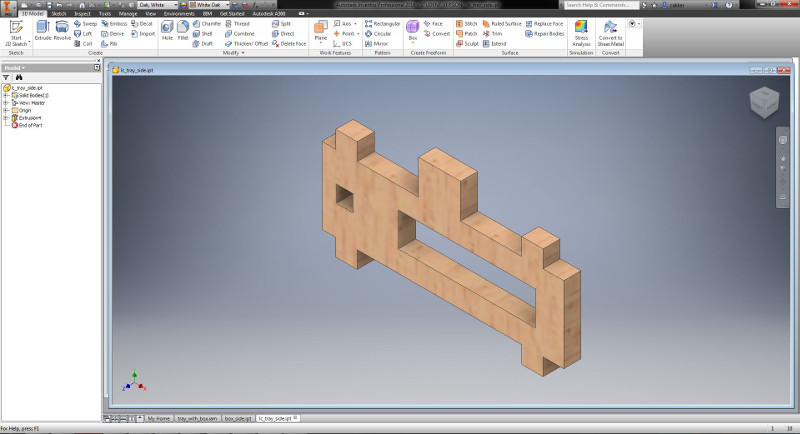 Oak, White
White Oak
Autodesk Inventor Professional
Search Help & Commands...
3D Model Sketch Inspect Tools Manage View Environments BIM Get Started Autodesk A360
Start
2D Sketch
Extrude Revolve
Sweep Emboss Decal
Loft Derive Import
Coil Rib
Hole Fillet
Chamfer Thread Split
Shell Combine Direct
Draft Thicken/ Offset Delete Face
Plane
Axis
Point
UCS
Rectangular
Circular
Mirror
Box
Face
Convert
Stitch Ruled Surface Replace Face
Patch Trim Repair Bodies
Sculpt Extend
Stress
Analysis
Convert to
Sheet Metal
Sketch Create Modify Work Features Pattern Create Freeform Surface Simulation Convert
Model
lc_tray_side.ipt
Solid Bodies(1)
View: Master
Origin
End of Part
lc_tray_side.ipt
Z X
My Home tray_with_box.iam box_side.ipt lc_tray_side.ipt
For Help, press F1
1 10